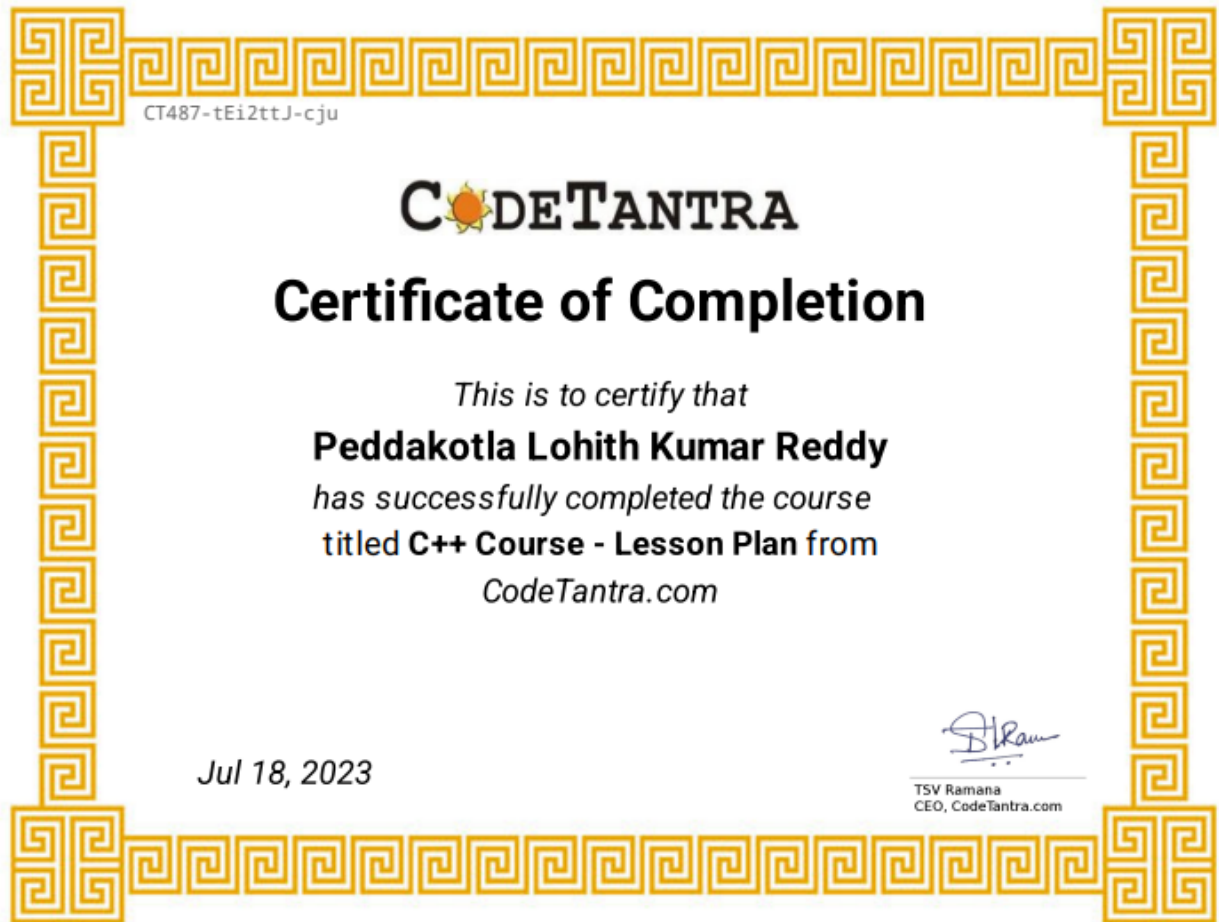 CT487-tEi2ttJ-cju
CODETANTRA
Certificate of Completion
This is to certify that
Peddakotla Lohith Kumar Reddy
has successfully completed the course
titled C++ Course - Lesson Plan from
CodeTantra.com
Jul 18, 2023
TSV Ramana
CEO, CodeTantra.com